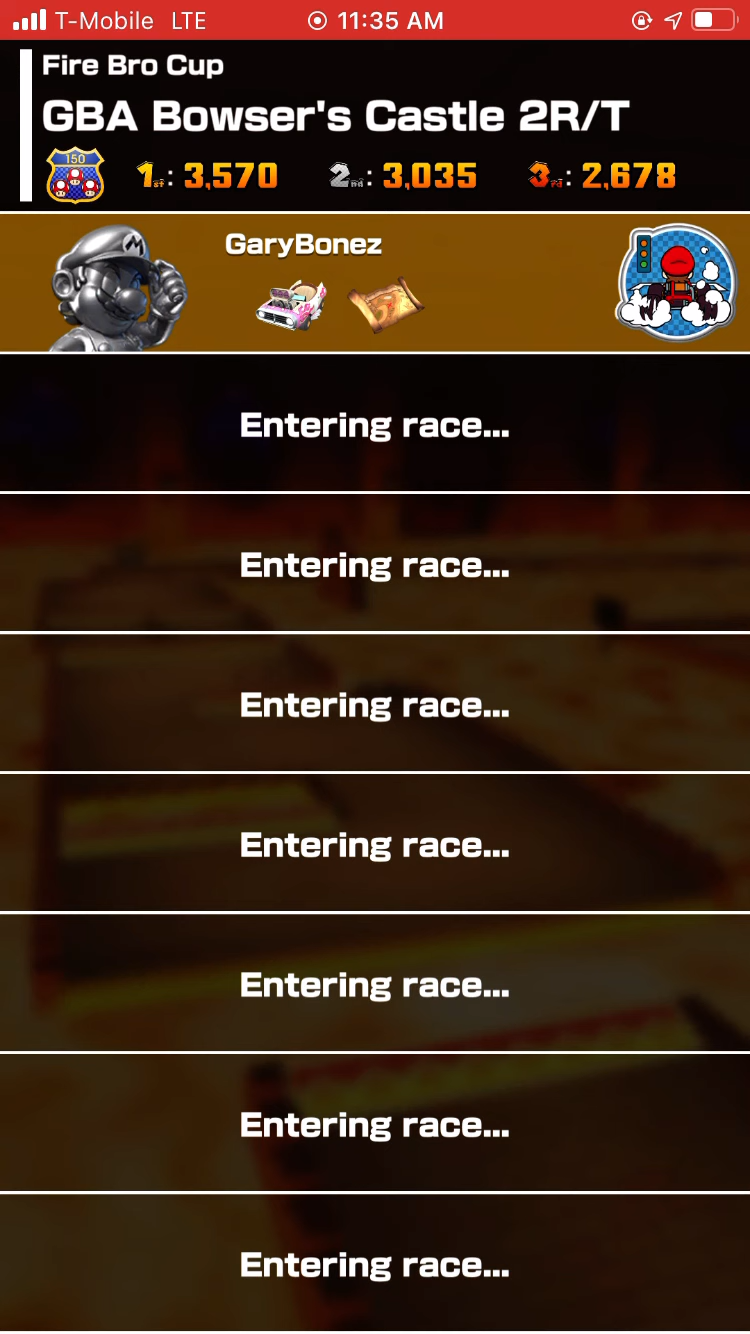 T-Mobile LTE 11:35 AM
Fire Bro Cup
GBA Bowser's Castle 2R/T
150 1st: 3,570 2nd: 3,035 3rd: 2,678
GaryBonez
Entering race...
Entering race...
Entering race...
Entering race...
Entering race...
Entering race...
Entering race...